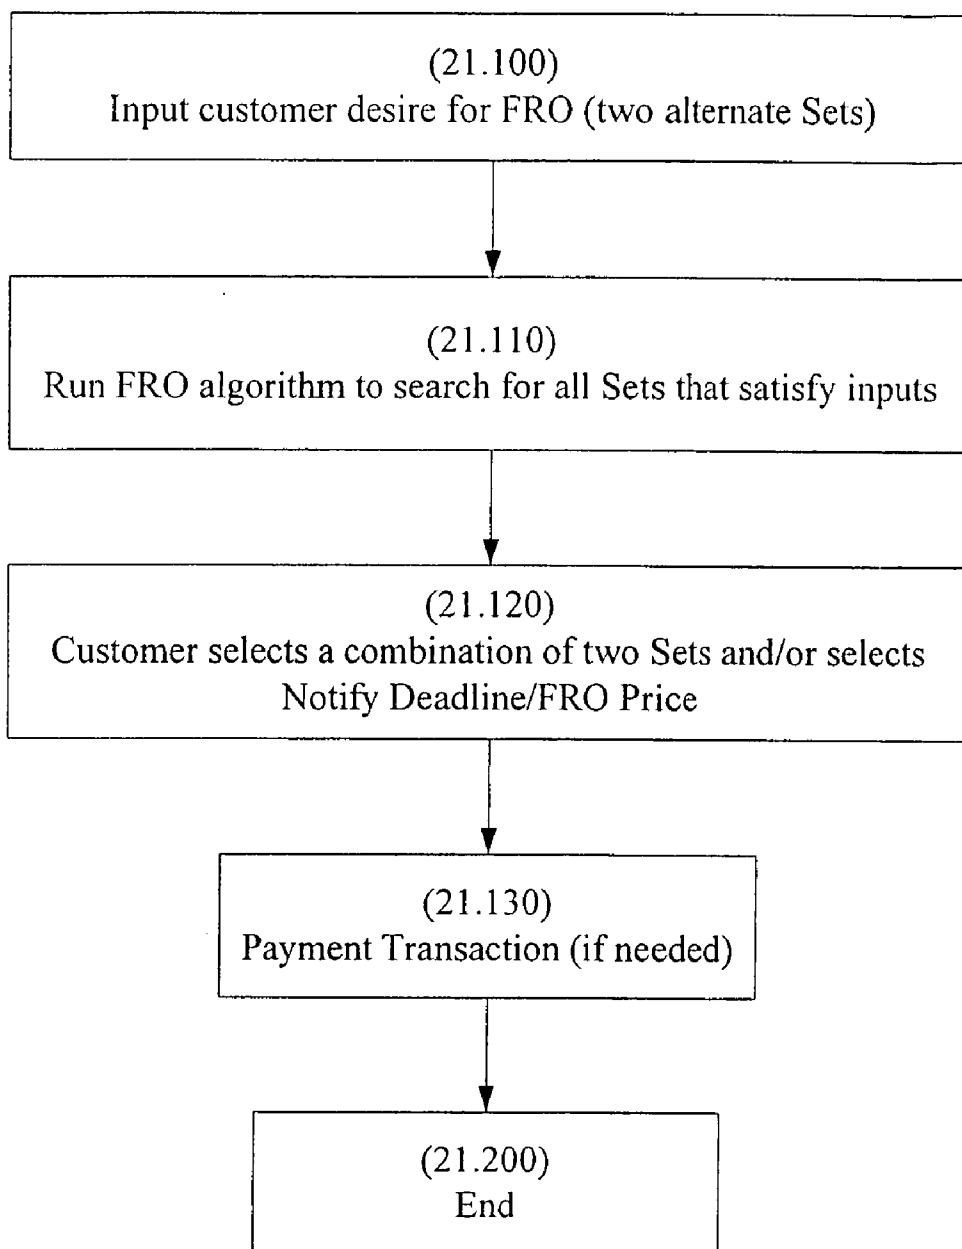 (21.100)
Input customer desire for FRO (two alternate Sets)
(21.110)
Run FRO algorithm to search for all Sets that satisfy inputs
(21.120)
Customer selects a combination of two Sets and/or selects
Notify Deadline/FRO Price
(21.130)
Payment Transaction (if needed)
(21.200)
End